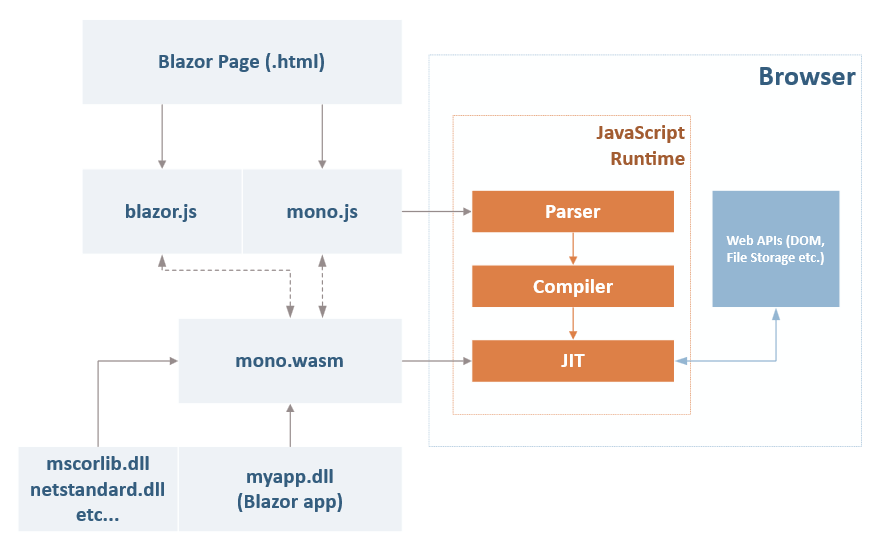 Blazor Page (.html)
Browser
JavaScript
Runtime
blazor.js
mono.js
Parser
Web APIs (DOM,
File Storage etc.)
Compiler
mono.wasm
JIT
mscorlib.dll
netstandard.dll
etc...
myapp.dll
(Blazor app)